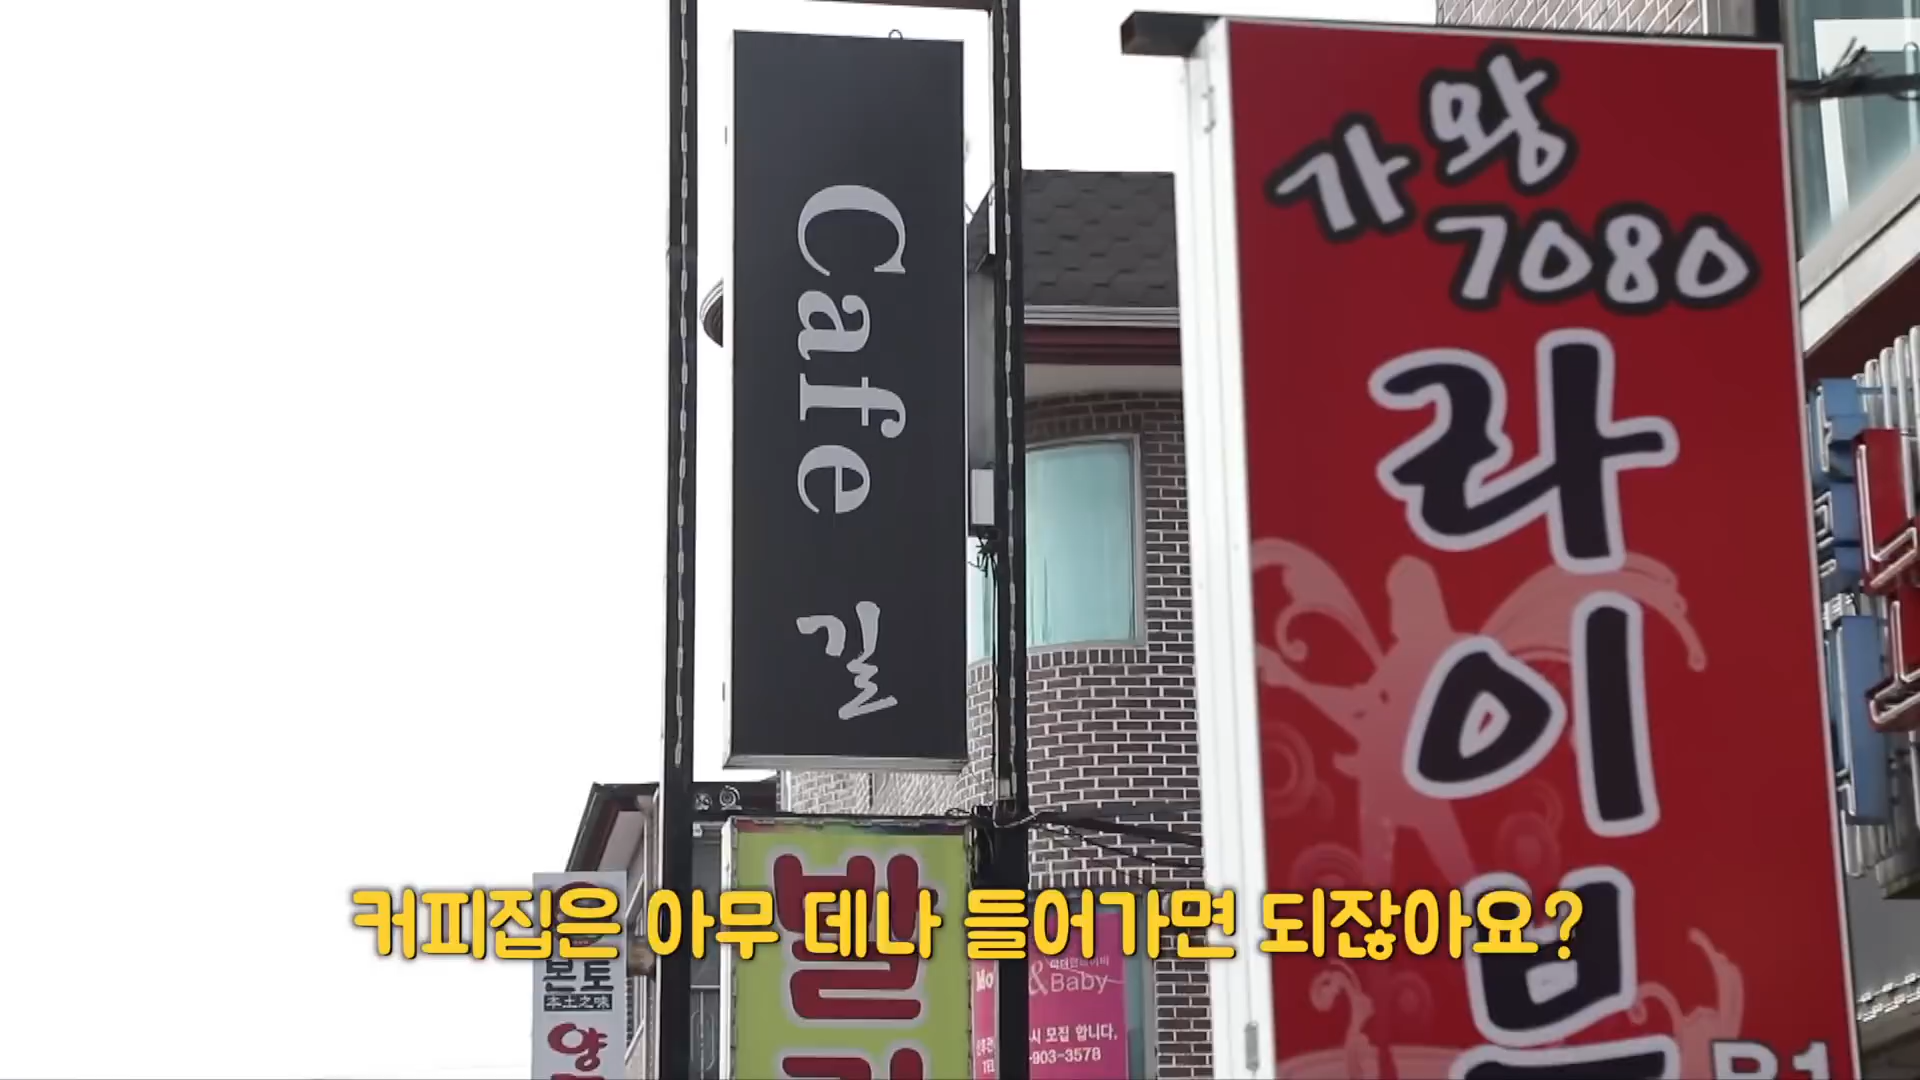 Cafe 길
가왕
7080
라이브
B1
본토
本土之味
양
&Baby
시 모집 합니다.
-903-3578
커피집은 아무 데나 들어가면 되잖아요?